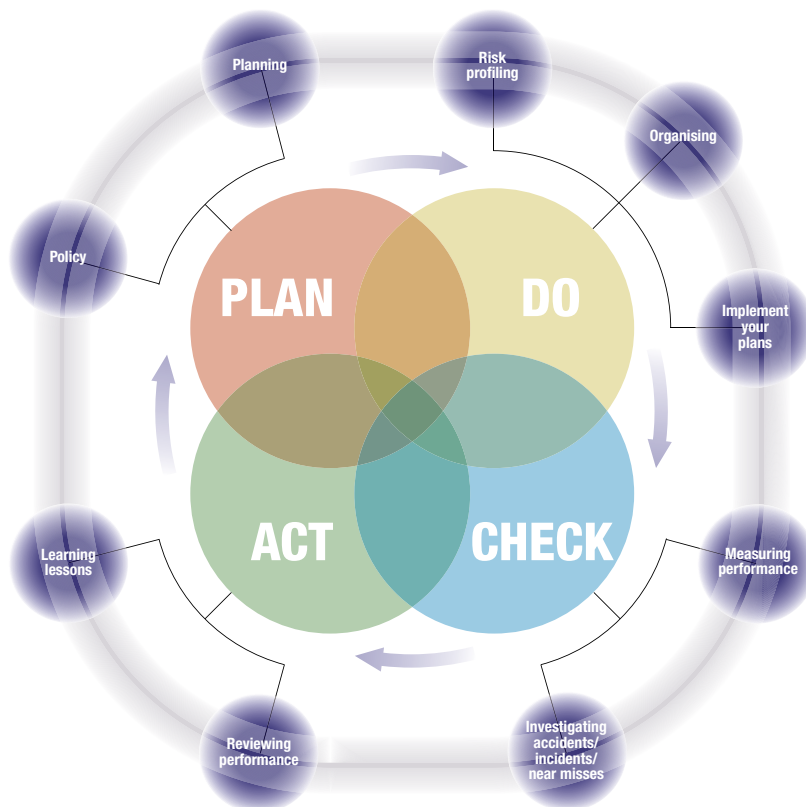 Planning
Risk
profiling
Organising
Policy
PLAN
DO
Implement
your
plans
ACT
CHECK
Learning
lessons
Measuring
performance
Reviewing
performance
Investigating
accidents/
incidents/
near misses